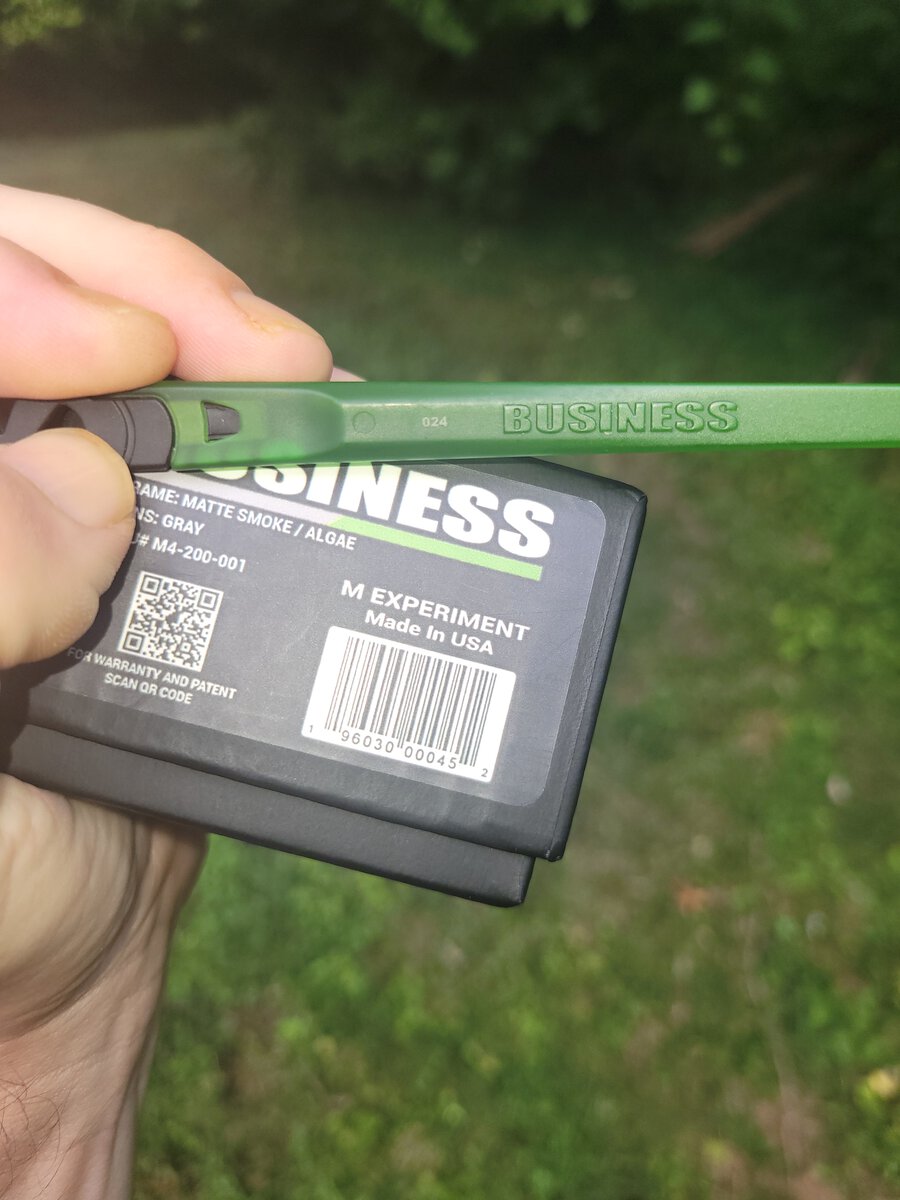 024 BUSINESS
BUSINESS
RAME: MATTE SMOKE / ALGAE
NS: GRAY
# M4-200-001
FOR WARRANTY AND PATENT
SCAN QR CODE
M EXPERIMENT
Made In USA
1 96030 00045 2